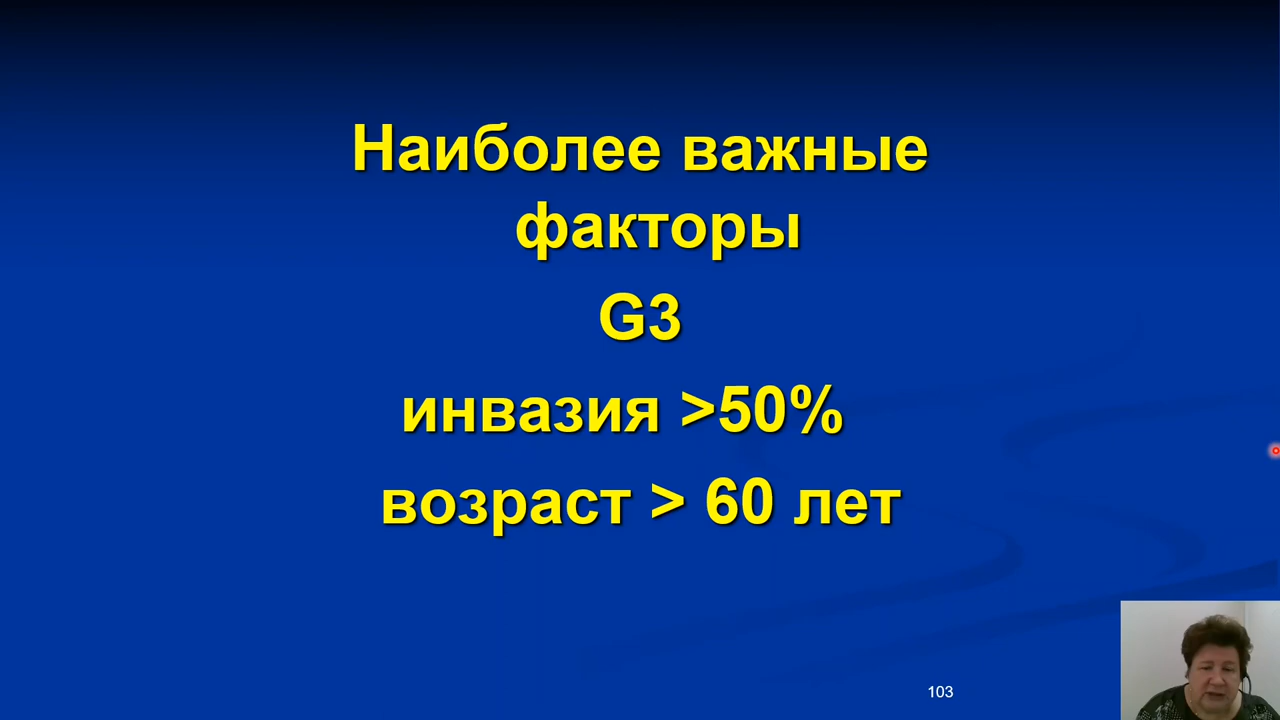 Наиболее важные
факторы
G3
инвазия >50%
возраст > 60 лет
103